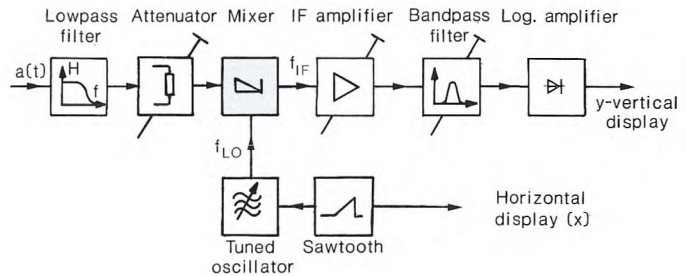 Lowpass filter
Attenuator
Mixer
IF amplifier
Bandpass filter
Log. amplifier
a(t)
H
f
f_IF
y-vertical display
f_LO
Horizontal display (x)
Tuned oscillator
Sawtooth